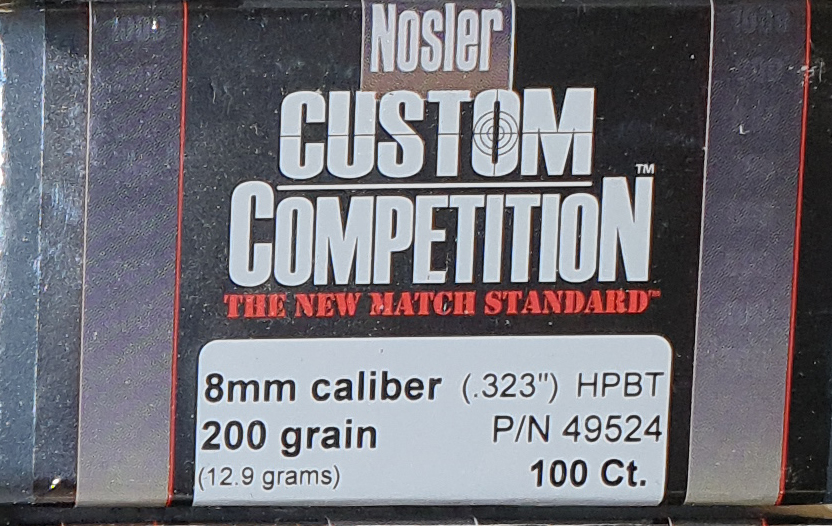 Nosler
CUSTOM
COMPETITION™
THE NEW MATCH STANDARD™
8mm caliber (.323") HPBT
200 grain P/N 49524
(12.9 grams) 100 Ct.